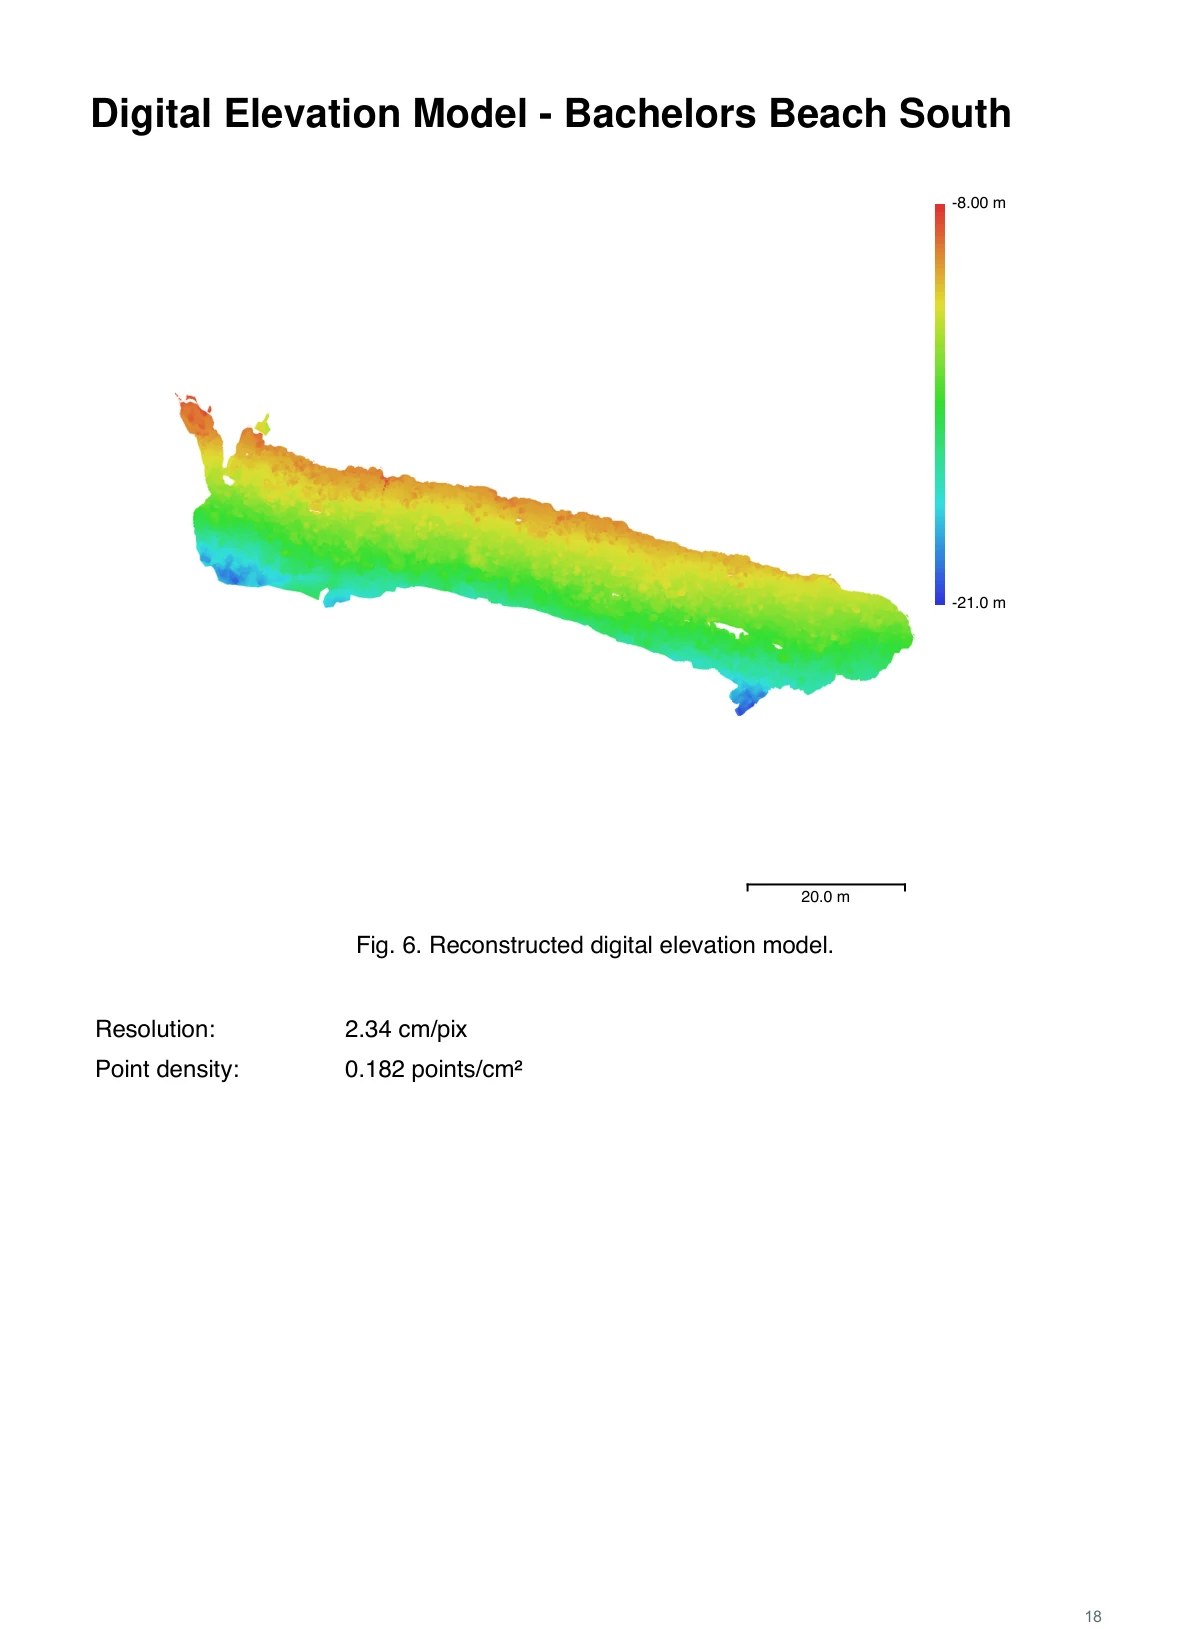 Digital Elevation Model - Bachelors Beach South
-8.00 m
-21.0 m
20.0 m
Fig. 6. Reconstructed digital elevation model.
Resolution: 2.34 cm/pix
Point density: 0.182 points/cm²
18